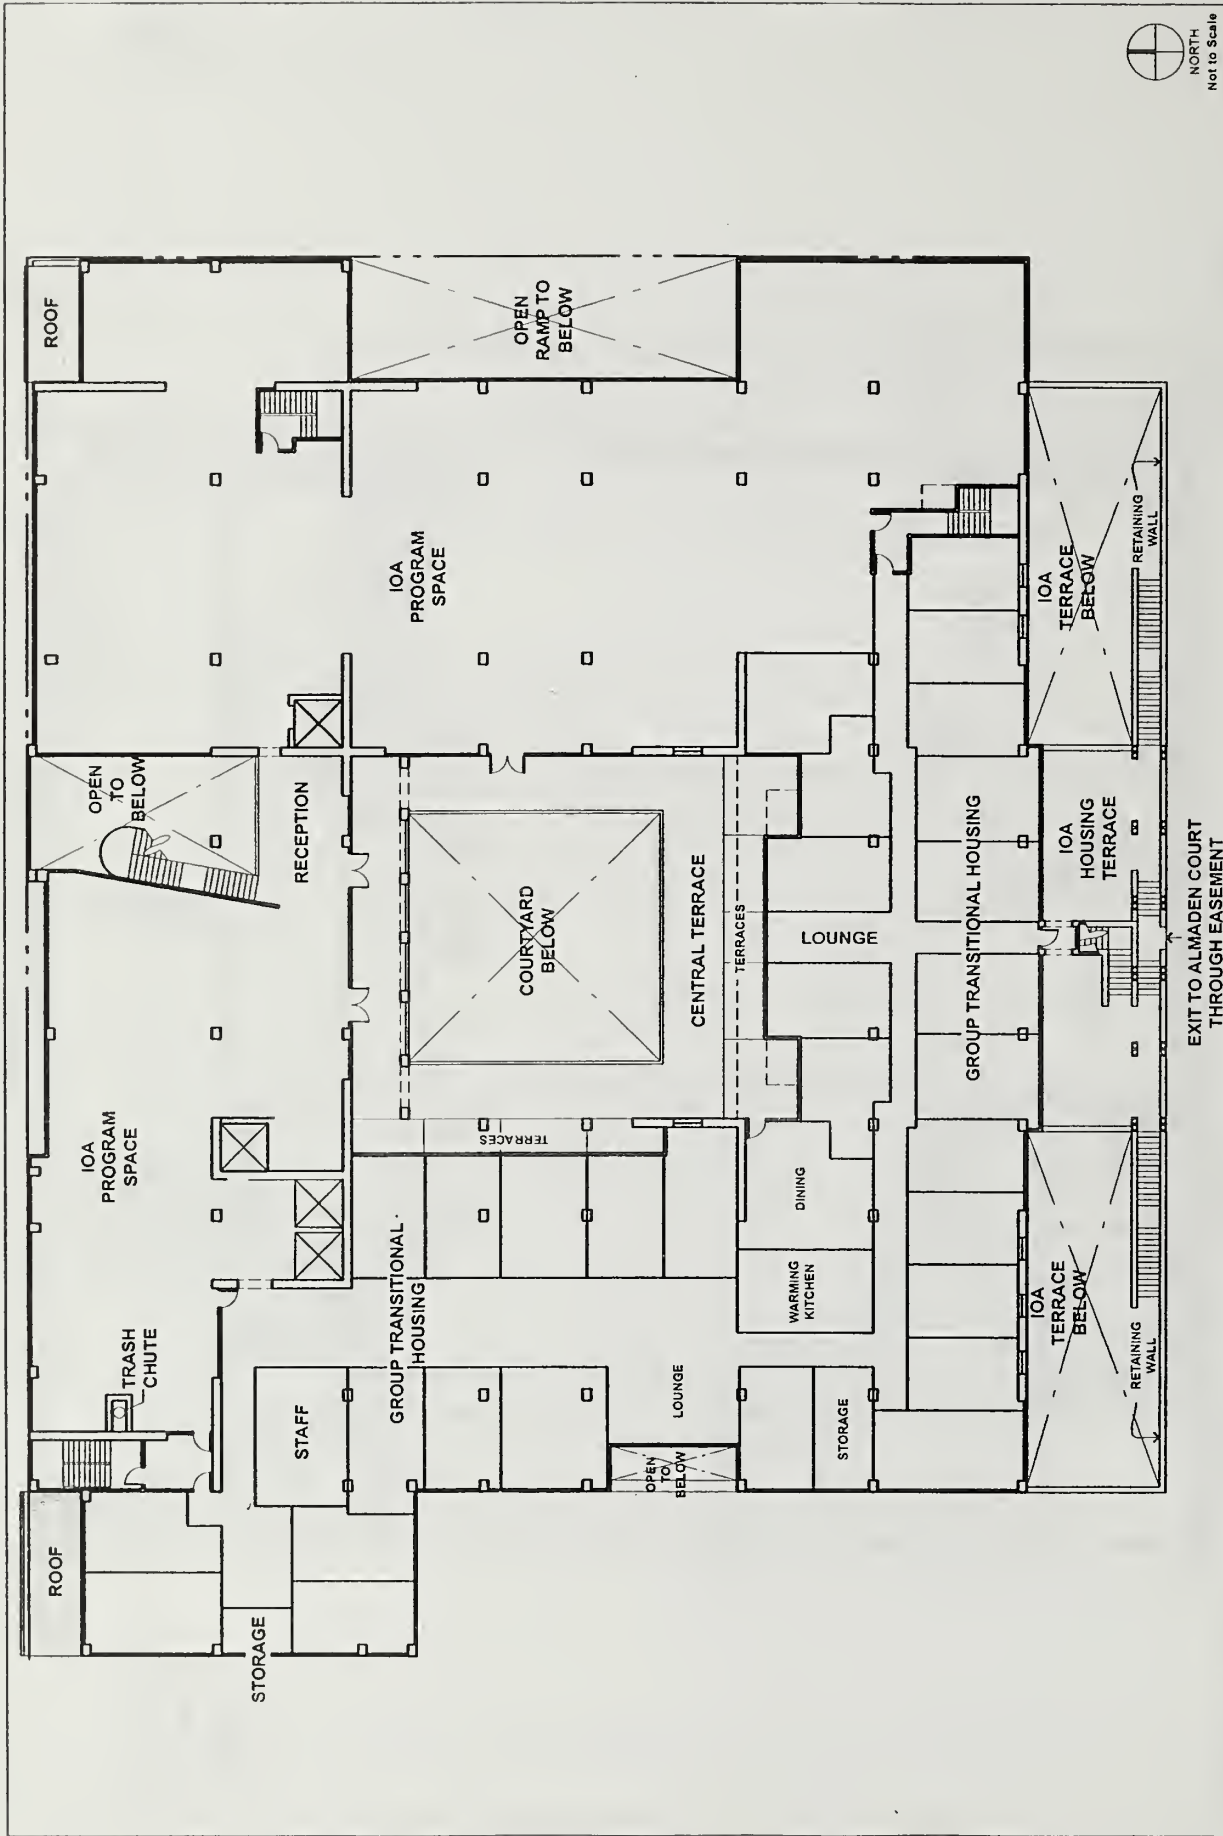 ROOF
ROOF
TRASH
CHUTE
IOA
PROGRAM
SPACE
OPEN
TO
BELOW
STORAGE
STAFF
RECEPTION
GROUP TRANSITIONAL
HOUSING
IOA
PROGRAM
SPACE
TERRACES
COURTYARD
BELOW
OPEN
RAMP TO
BELOW
OPEN
TO
BELOW
LOUNGE
CENTRAL TERRACE
TERRACES
WARMING
KITCHEN
DINING
STORAGE
LOUNGE
GROUP TRANSITIONAL HOUSING
IOA
TERRACE
BELOW
IOA
HOUSING
TERRACE
IOA
TERRACE
BELOW
RETAINING
WALL
RETAINING
WALL
EXIT TO ALMADEN COURT
THROUGH EASEMENT
NORTH
Not to Scale